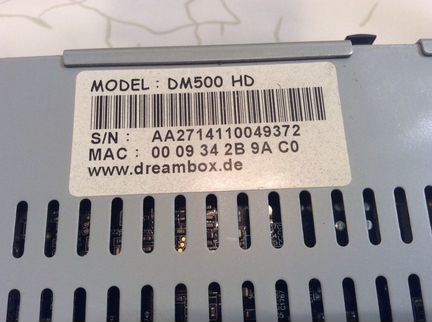 MODEL : DM500 HD
S/N : AA2714110049372
MAC : 00 09 34 2B 9A C0
www.dreambox.de